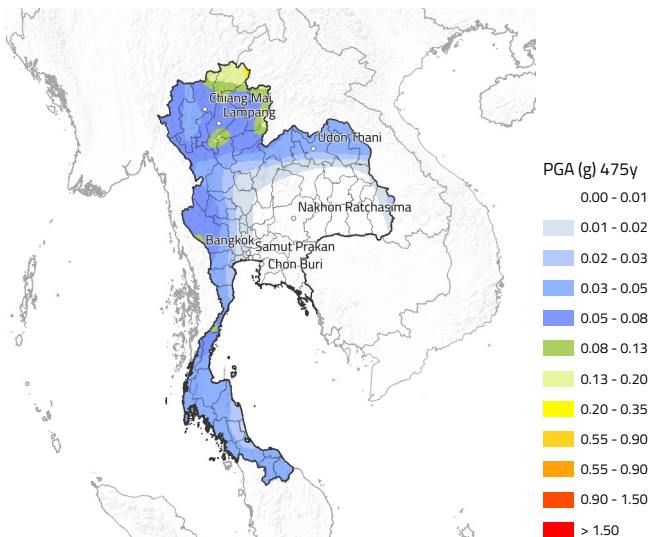 Chiang Mai
Lampang
Udon Thani
Nakhon Ratchasima
Bangkok
Samut Prakan
Chon Buri
PGA (g) 475y
0.00 - 0.01
0.01 - 0.02
0.02 - 0.03
0.03 - 0.05
0.05 - 0.08
0.08 - 0.13
0.13 - 0.20
0.20 - 0.35
0.55 - 0.90
0.55 - 0.90
0.90 - 1.50
> 1.50